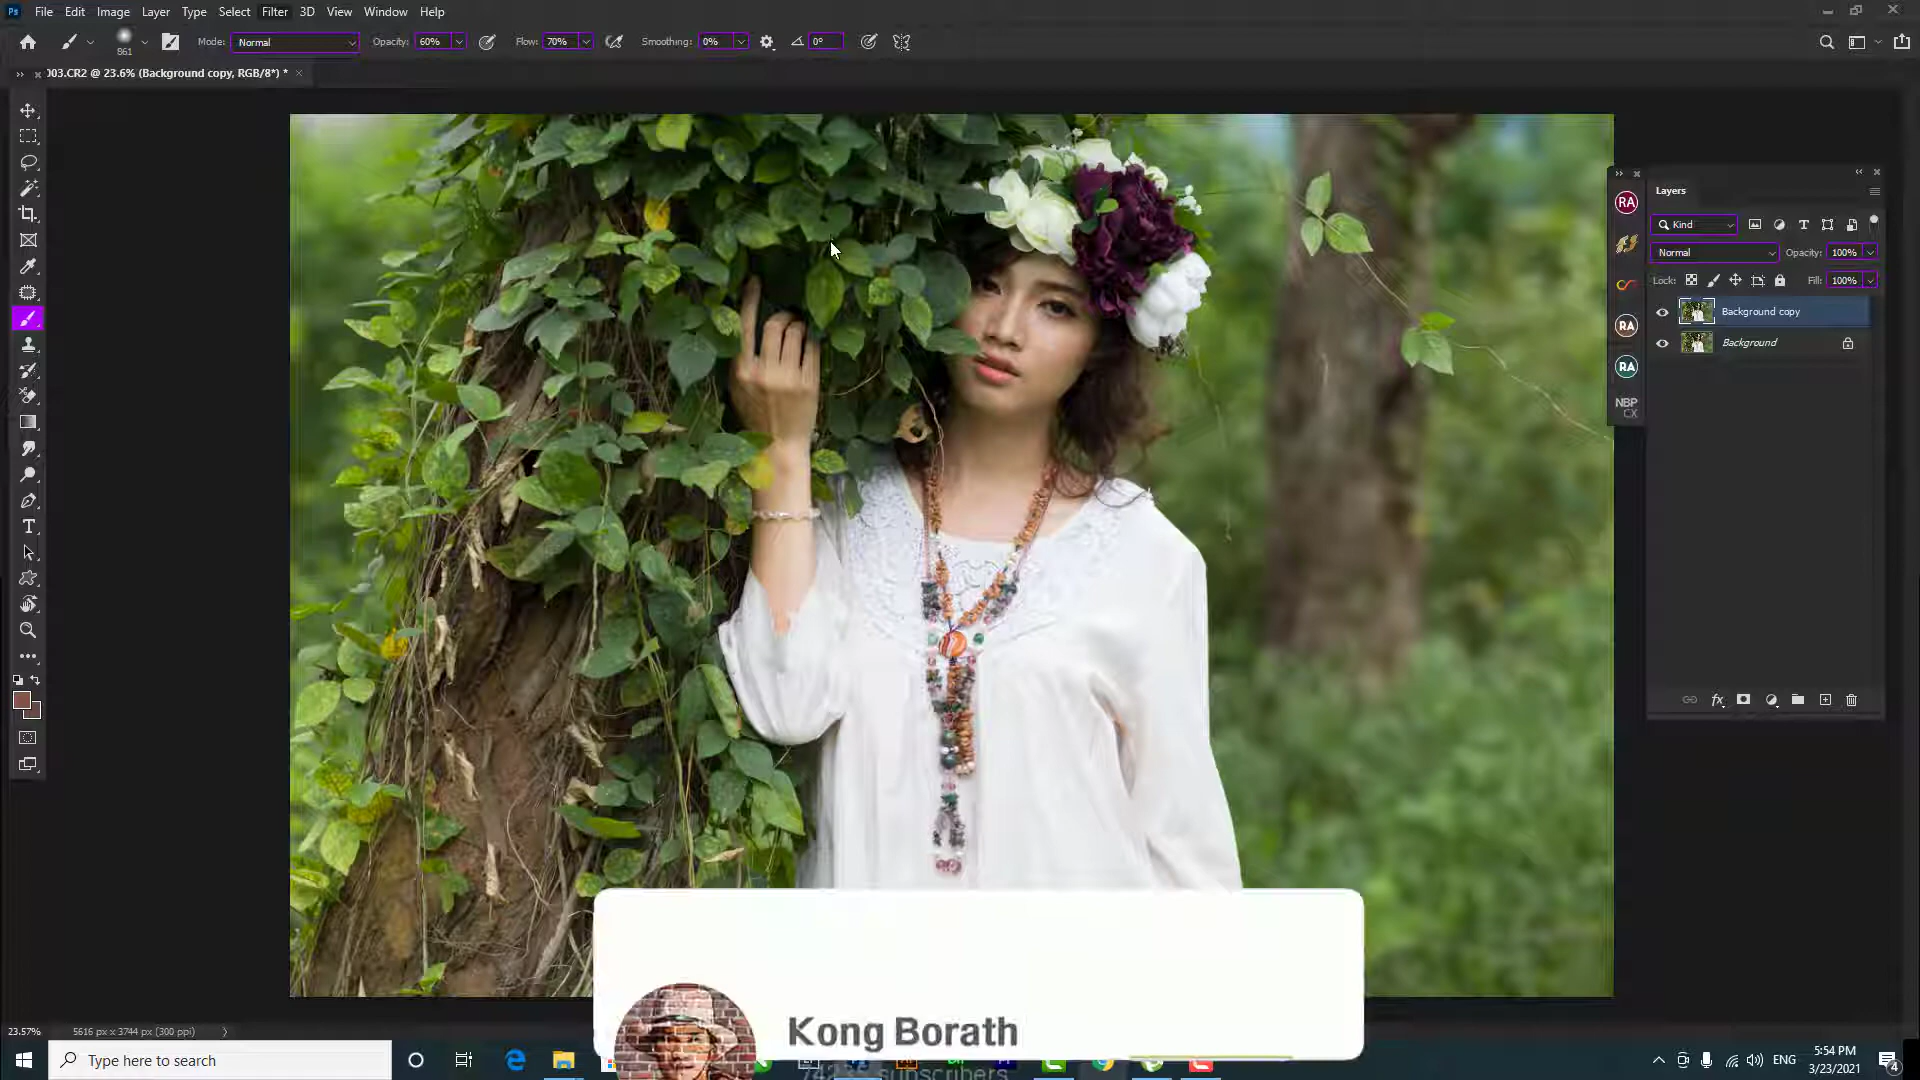 Ps File Edit Image Layer Type Select Filter 3D View Window Help
861 Mode: Normal Opacity: 60% Flow: 70% Smoothing: 0% 0°
003.CR2 @ 23.6% (Background copy, RGB/8*) *
Layers
Kind
Normal Opacity: 100%
Lock: Fill: 100%
Background copy
Background
RA
RA
RA
NBP
CX
23.57% 5616 px x 3744 px (300 ppi)
Kong Borath
subscribers
Type here to search
ENG
5:54 PM
3/23/2021
4